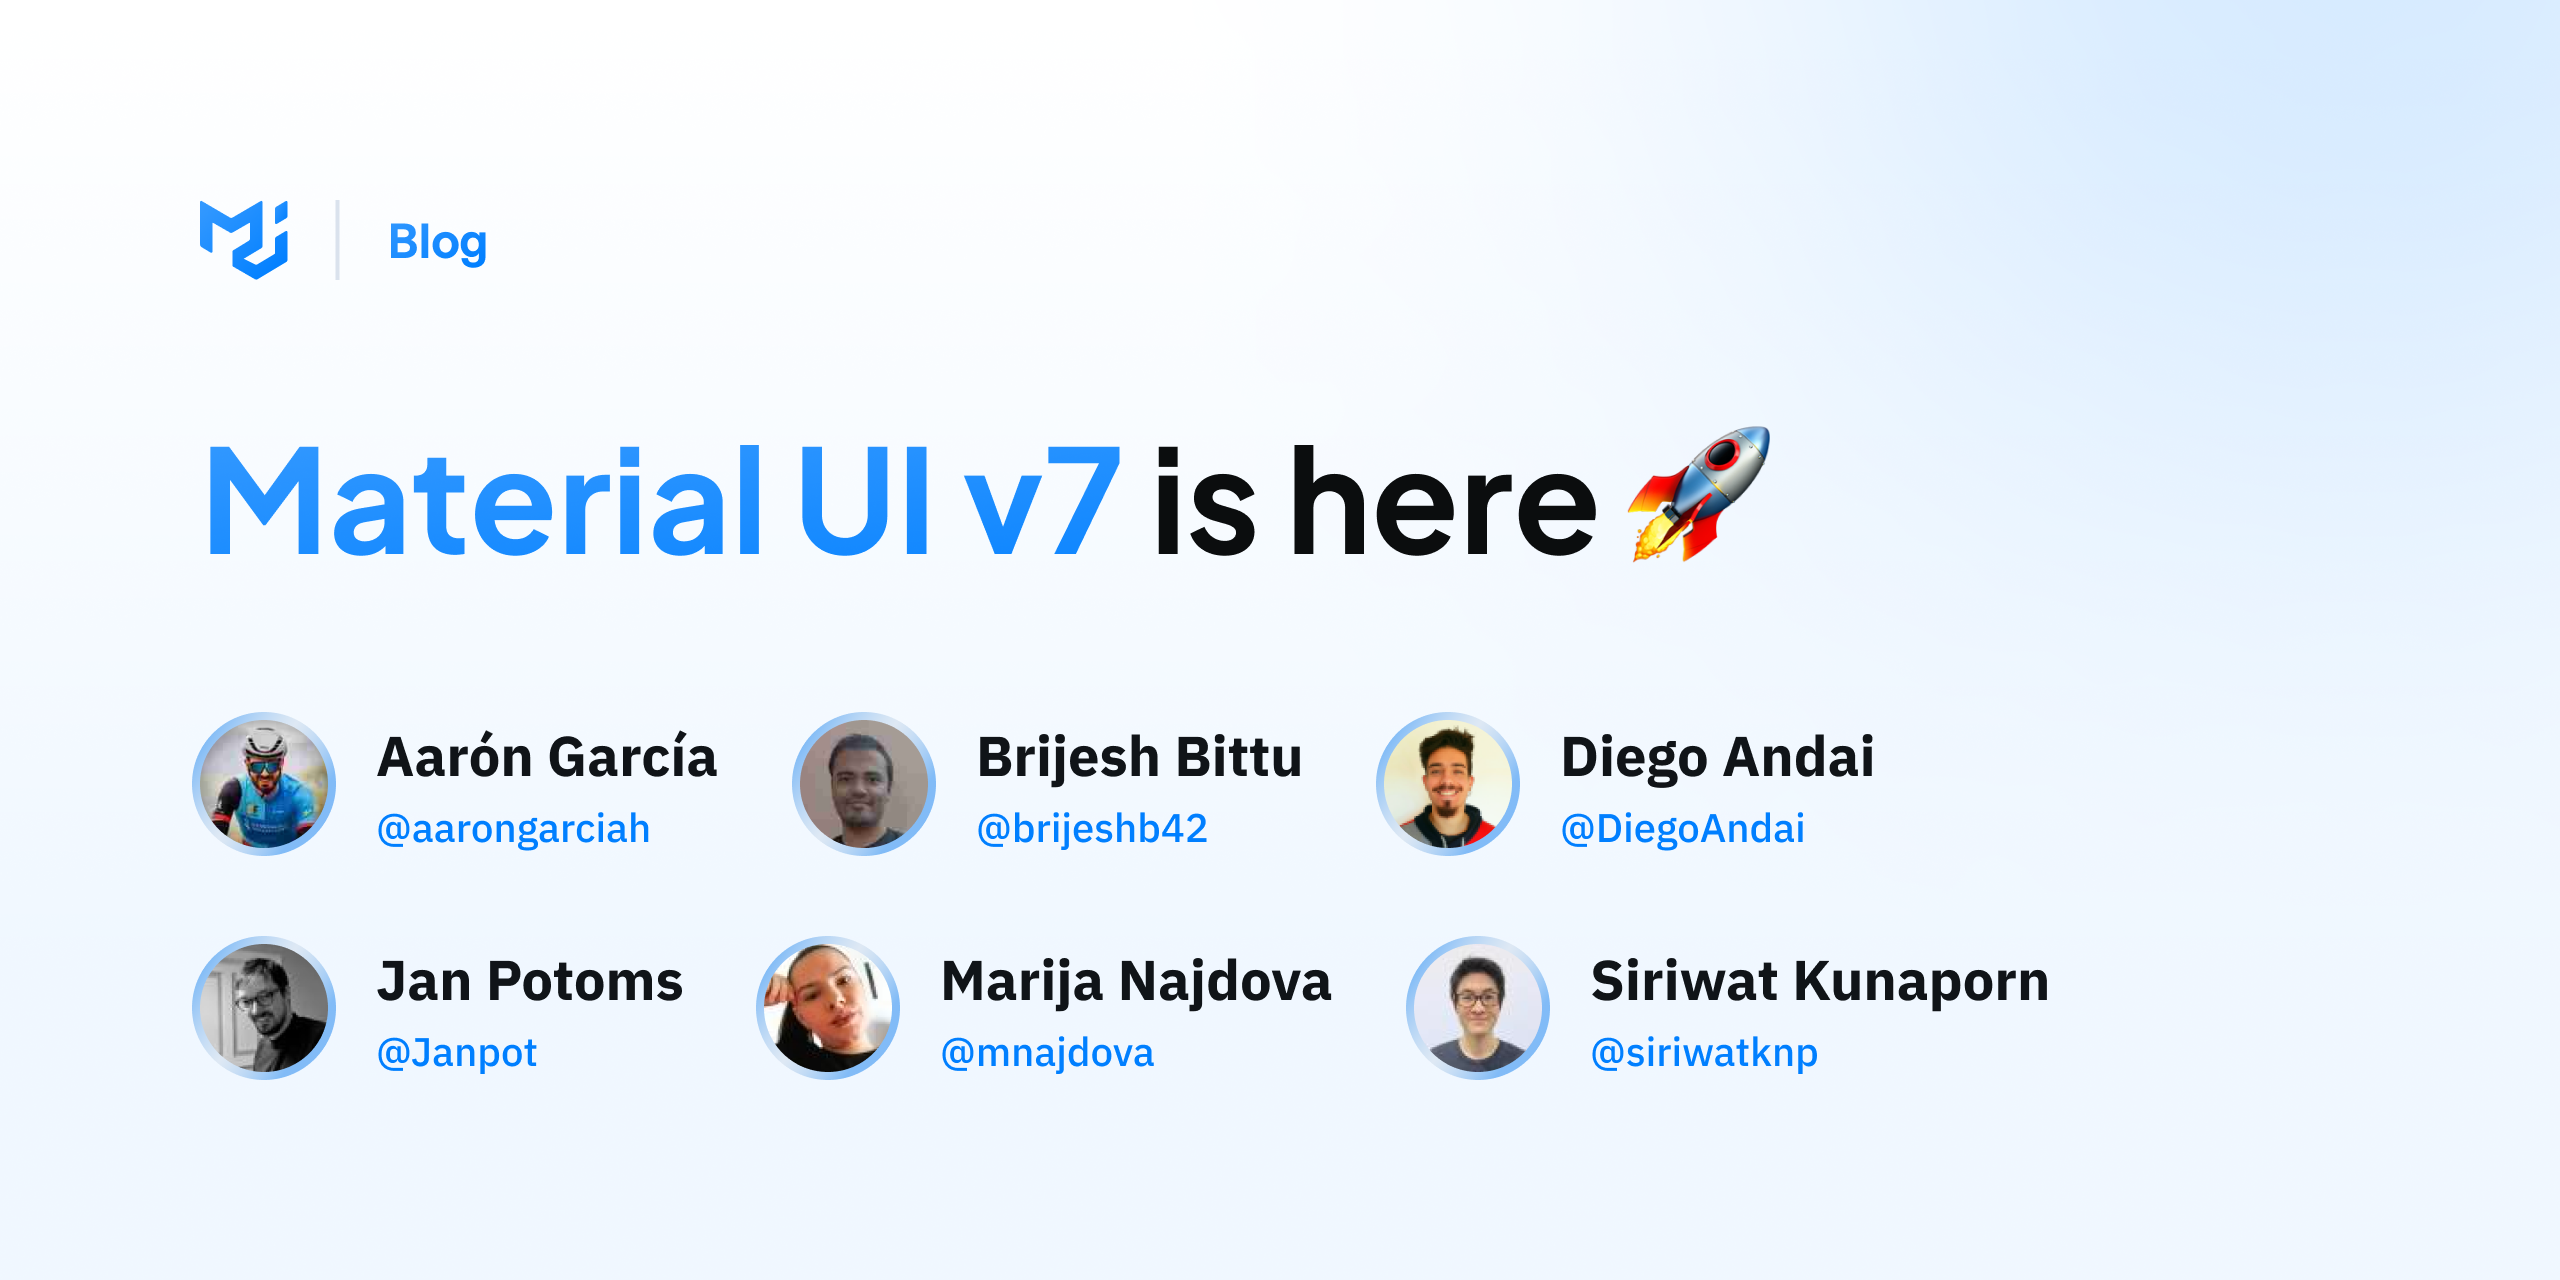 Blog
Material UI v7 is here 🚀
Aarón García
@aarongarciah
Brijesh Bittu
@brijeshb42
Diego Andai
@DiegoAndai
Jan Potoms
@Janpot
Marija Najdova
@mnajdova
Siriwat Kunaporn
@siriwatknp